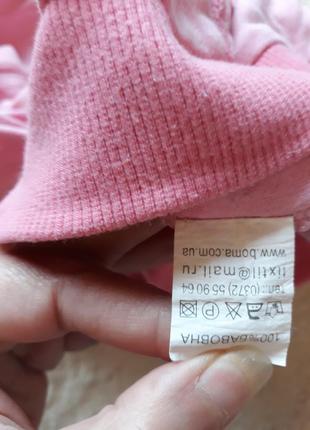 100%БАВОВНА
Тел.: (0372) 55 90 64
tixtil@mail.ru
www.boma.com.ua